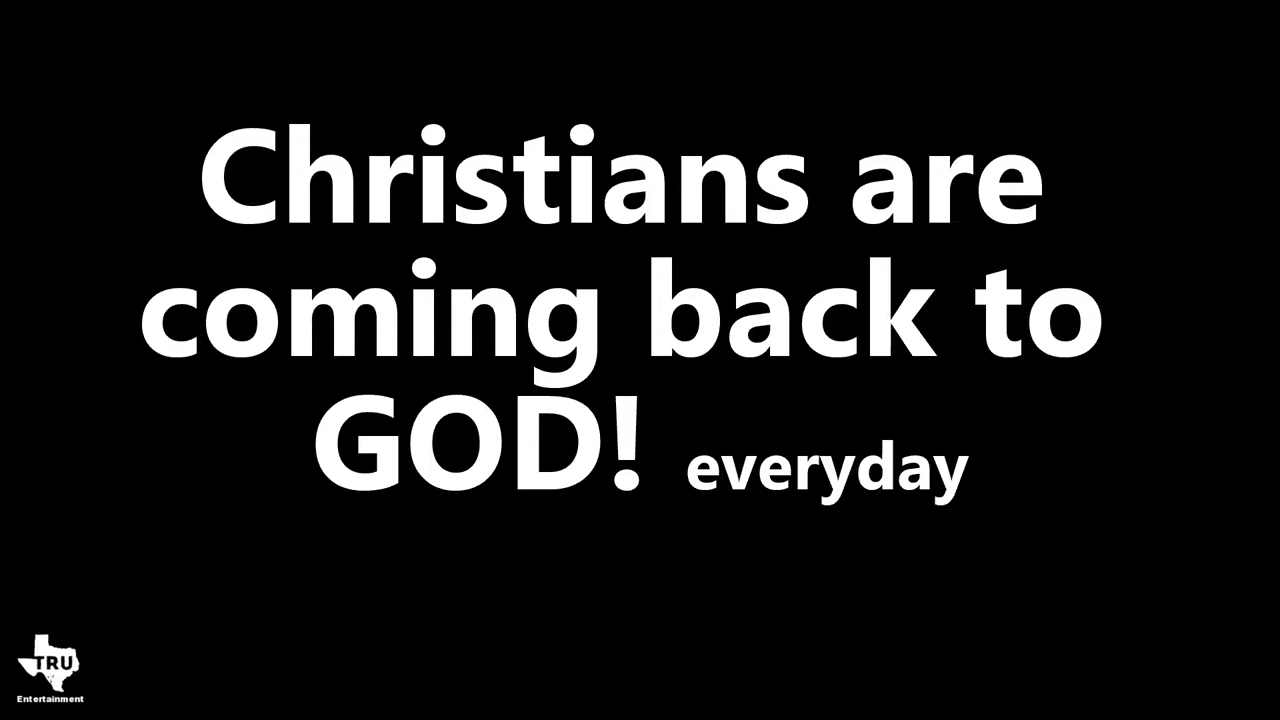 Christians are
coming back to
GOD! everyday
TRU
Entertainment